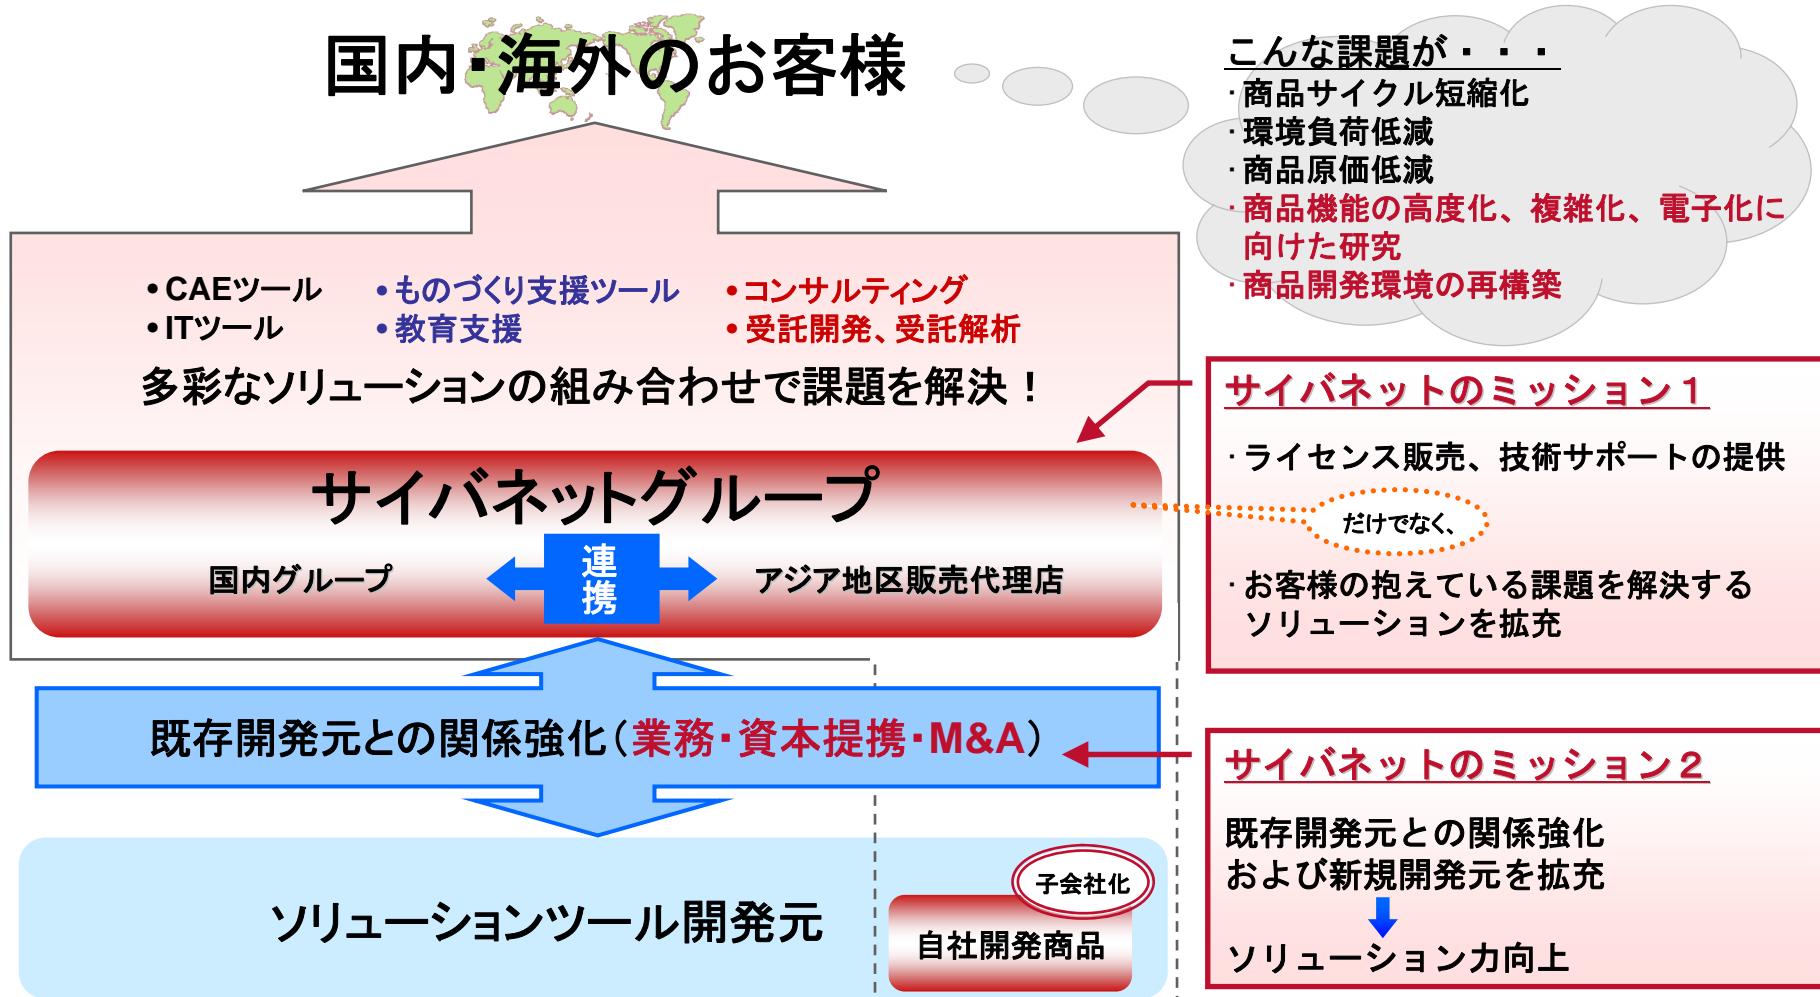 国内・海外のお客様
こんな課題が・・・
・商品サイクル短縮化
・環境負荷低減
・商品原価低減
・商品機能の高度化、複雑化、電子化に
向けた研究
・商品開発環境の再構築
•CAEツール
•ITツール
•ものづくり支援ツール
•教育支援
•コンサルティング
•受託開発、受託解析
多彩なソリューションの組み合わせで課題を解決！
サイバネットグループ
国内グループ
連携
アジア地区販売代理店
サイバネットのミッション１
・ライセンス販売、技術サポートの提供
だけでなく、
・お客様の抱えている課題を解決する
ソリューションを拡充
既存開発元との関係強化（業務・資本提携・M&A）
サイバネットのミッション２
既存開発元との関係強化
および新規開発元を拡充
ソリューション力向上
ソリューションツール開発元
子会社化
自社開発商品